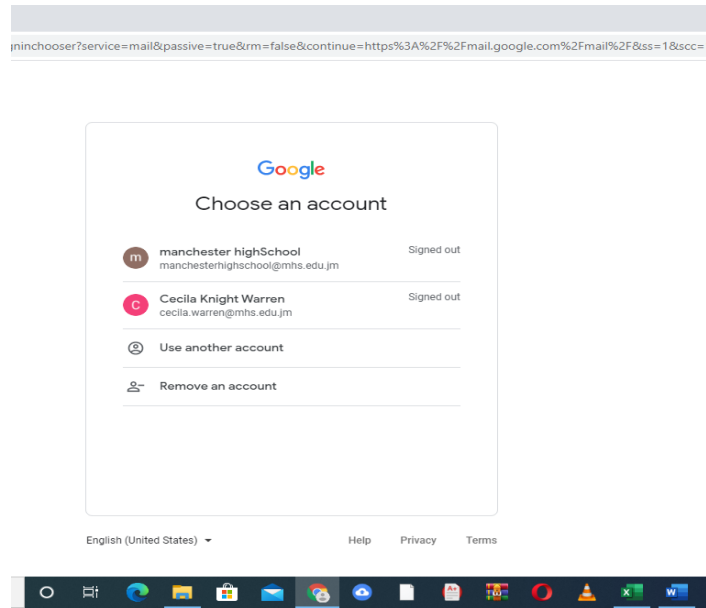 gninchooser?service=mail&passive=true&rm=false&continue=https%3A%2F%2Fmail.google.com%2Fmail%2F&ss=1&scc=
Google
Choose an account
m
manchester highSchool
Signed out
manchesterhighschool@mhs.edu.jm
C
Cecila Knight Warren
Signed out
cecila.warren@mhs.edu.jm
Use another account
Remove an account
English (United States)
Help Privacy Terms
A+
X
W